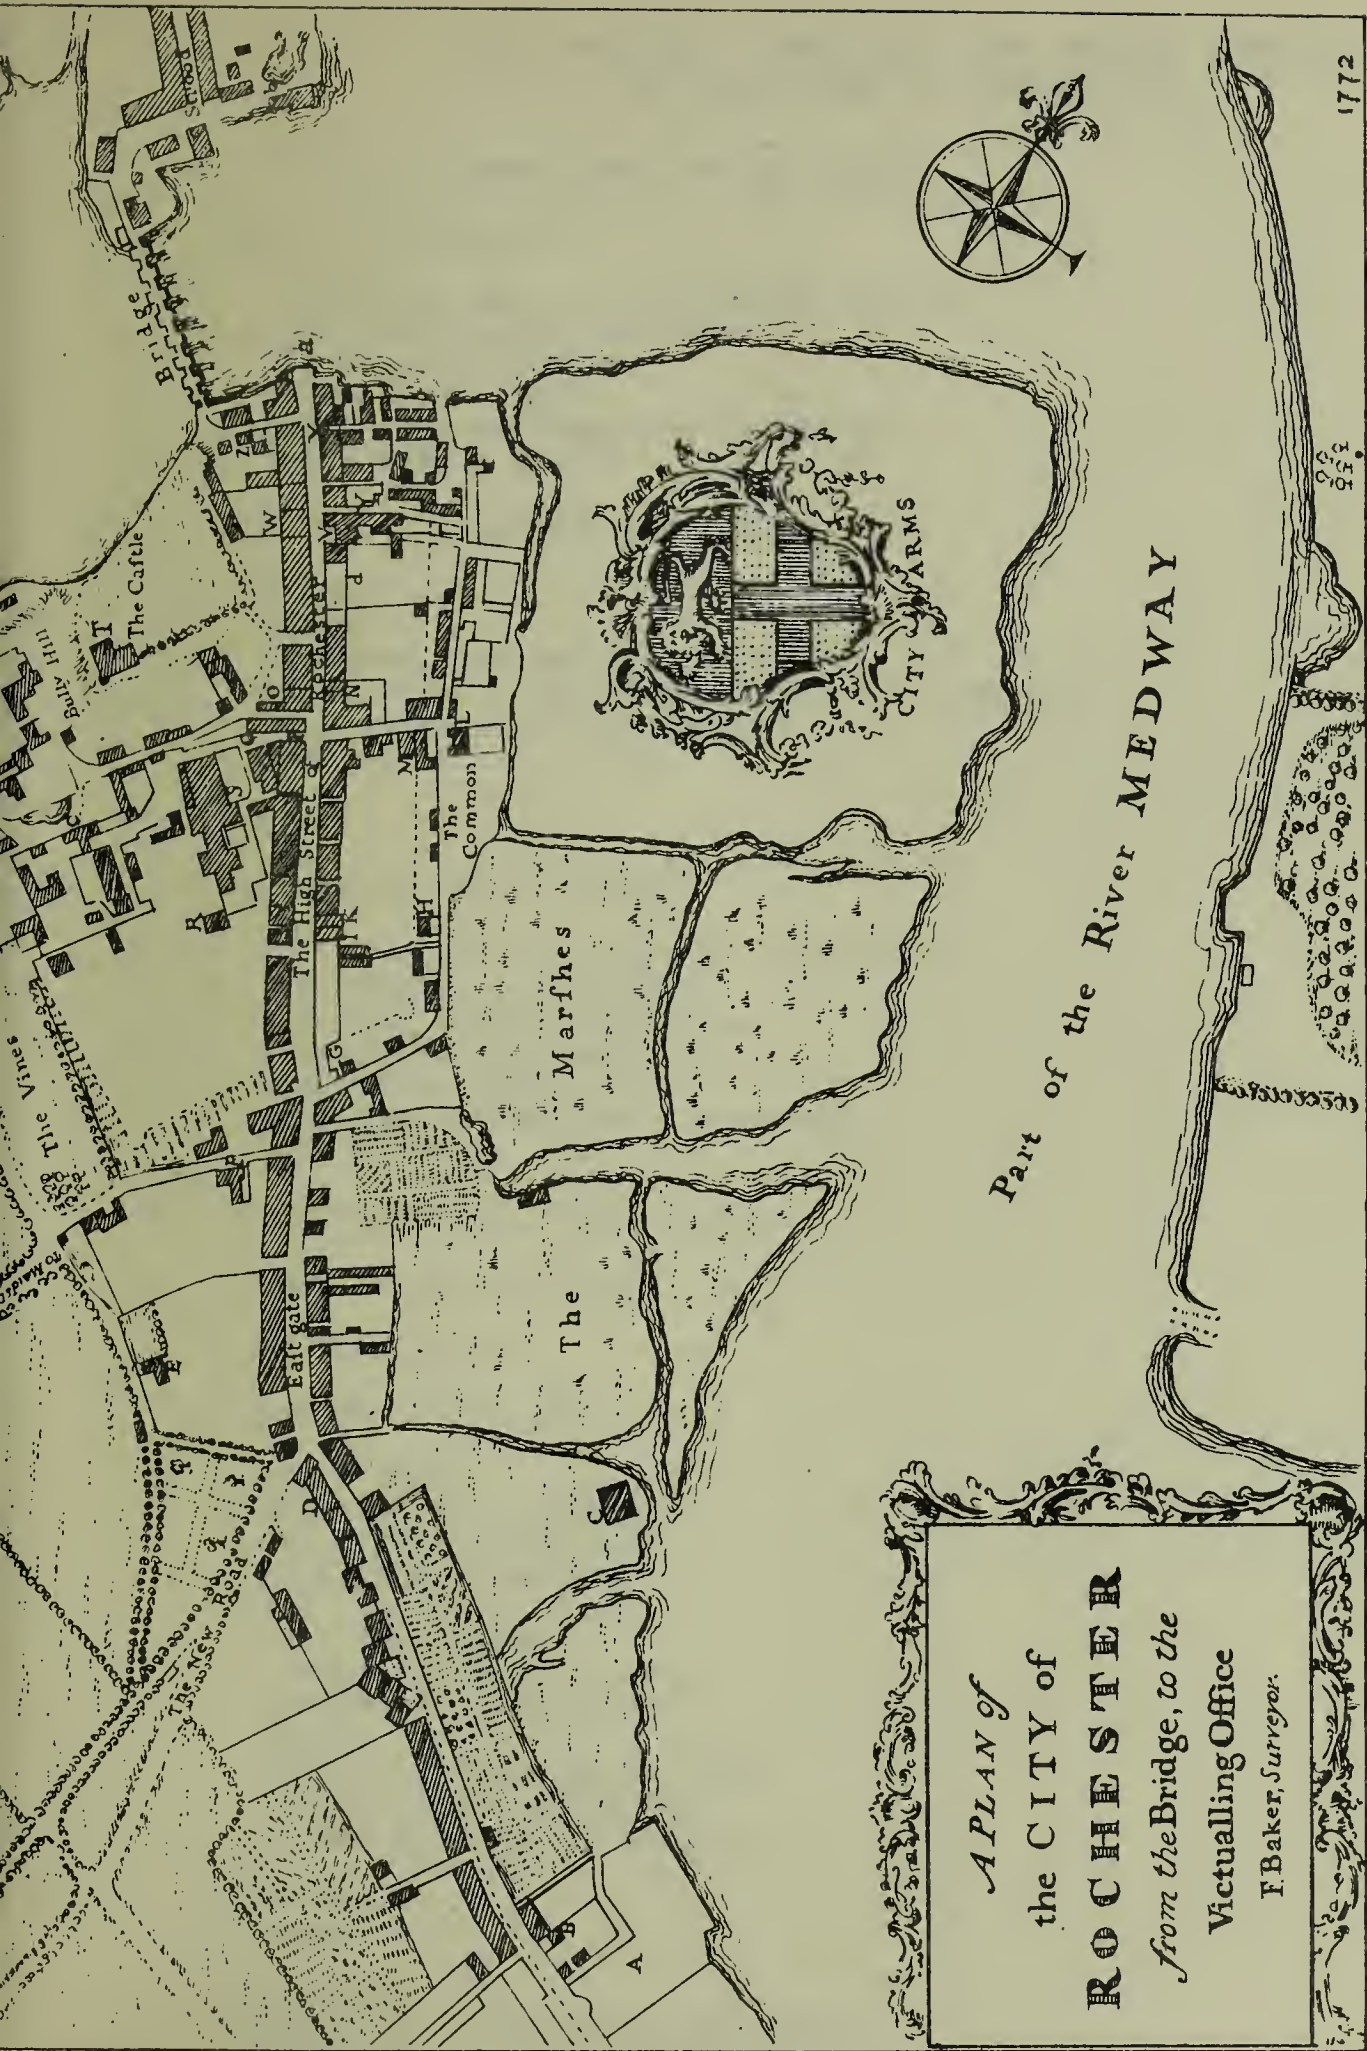 A PLAN of
the CITY of
ROCHESTER
from the Bridge, to the
Victualling Office
F Baker, Surveyor.
1772
Part of the River MEDWAY
CITY ARMS
The Marſhes
The
Common
The High Street of Rochester
Eaſt gate
Bridge
Strood
The Caſtle
Bully Hill
The Vines
The New Road
A
B
C
D
E
G
H
K
L
M
N
O
P
R
S
T
W
Z
a
d